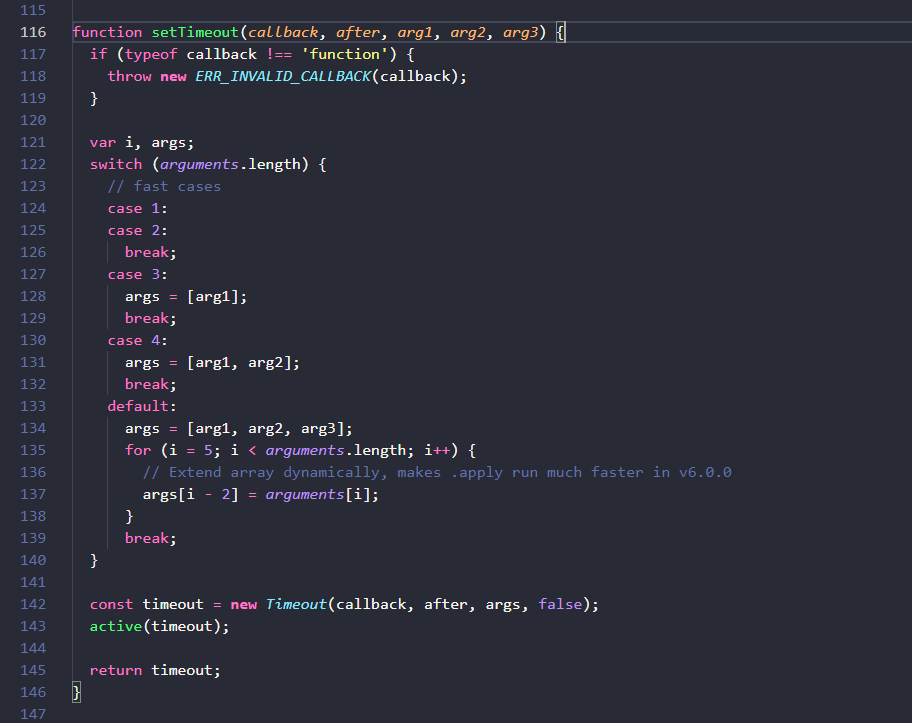 115
116 function setTimeout(callback, after, arg1, arg2, arg3) {
117   if (typeof callback !== 'function') {
118     throw new ERR_INVALID_CALLBACK(callback);
119   }
120
121   var i, args;
122   switch (arguments.length) {
123     // fast cases
124     case 1:
125     case 2:
126       break;
127     case 3:
128       args = [arg1];
129       break;
130     case 4:
131       args = [arg1, arg2];
132       break;
133     default:
134       args = [arg1, arg2, arg3];
135       for (i = 5; i < arguments.length; i++) {
136         // Extend array dynamically, makes .apply run much faster in v6.0.0
137         args[i - 2] = arguments[i];
138       }
139       break;
140   }
141
142   const timeout = new Timeout(callback, after, args, false);
143   active(timeout);
144
145   return timeout;
146 }
147